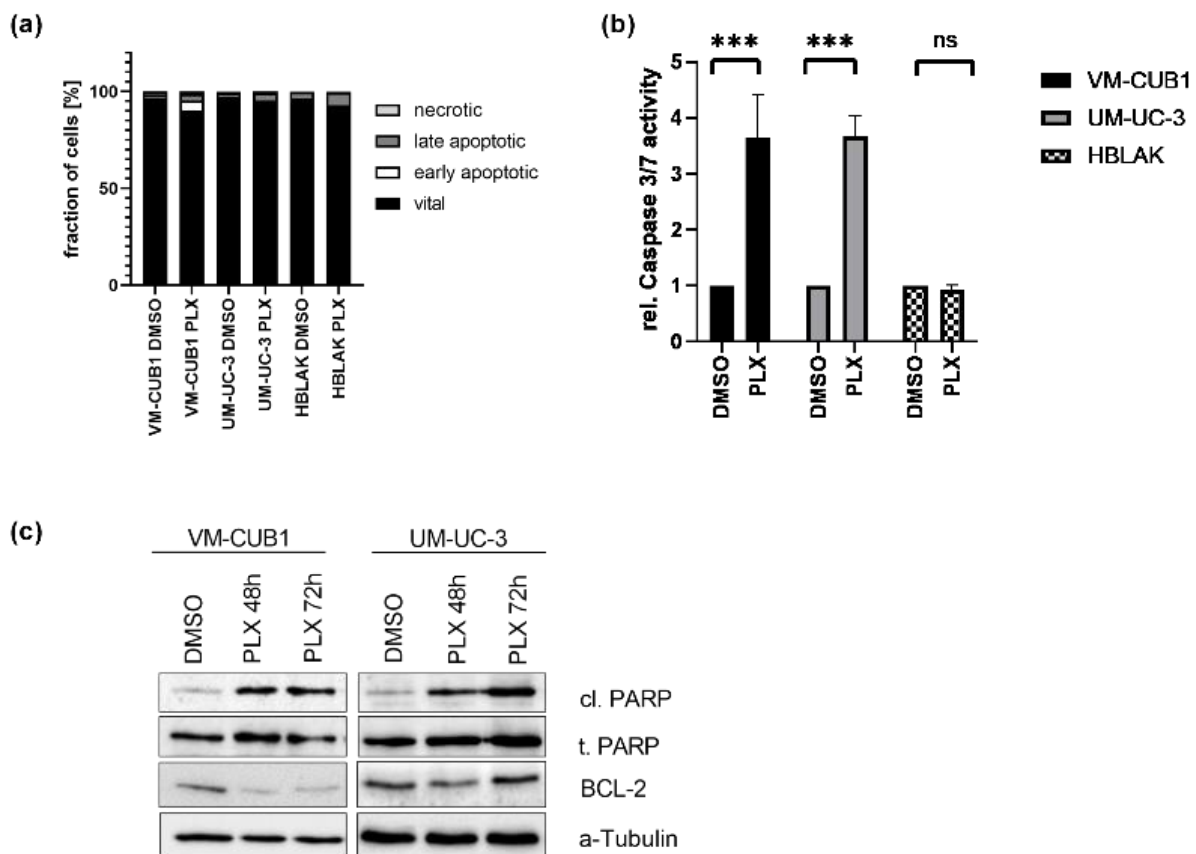 (a)
fraction of cells [%]
100
50
0
VM-CUB1 DMSO
VM-CUB1 PLX
UM-UC-3 DMSO
UM-UC-3 PLX
HBLAK DMSO
HBLAK PLX
necrotic
late apoptotic
early apoptotic
vital
(b)
rel. Caspase 3/7 activity
5
4
3
2
1
0
*** *** ns
DMSO
PLX
DMSO
PLX
DMSO
PLX
VM-CUB1
UM-UC-3
HBLAK
(c)
VM-CUB1 UM-UC-3
DMSO
PLX 48h
PLX 72h
DMSO
PLX 48h
PLX 72h
cl. PARP
t. PARP
BCL-2
a-Tubulin